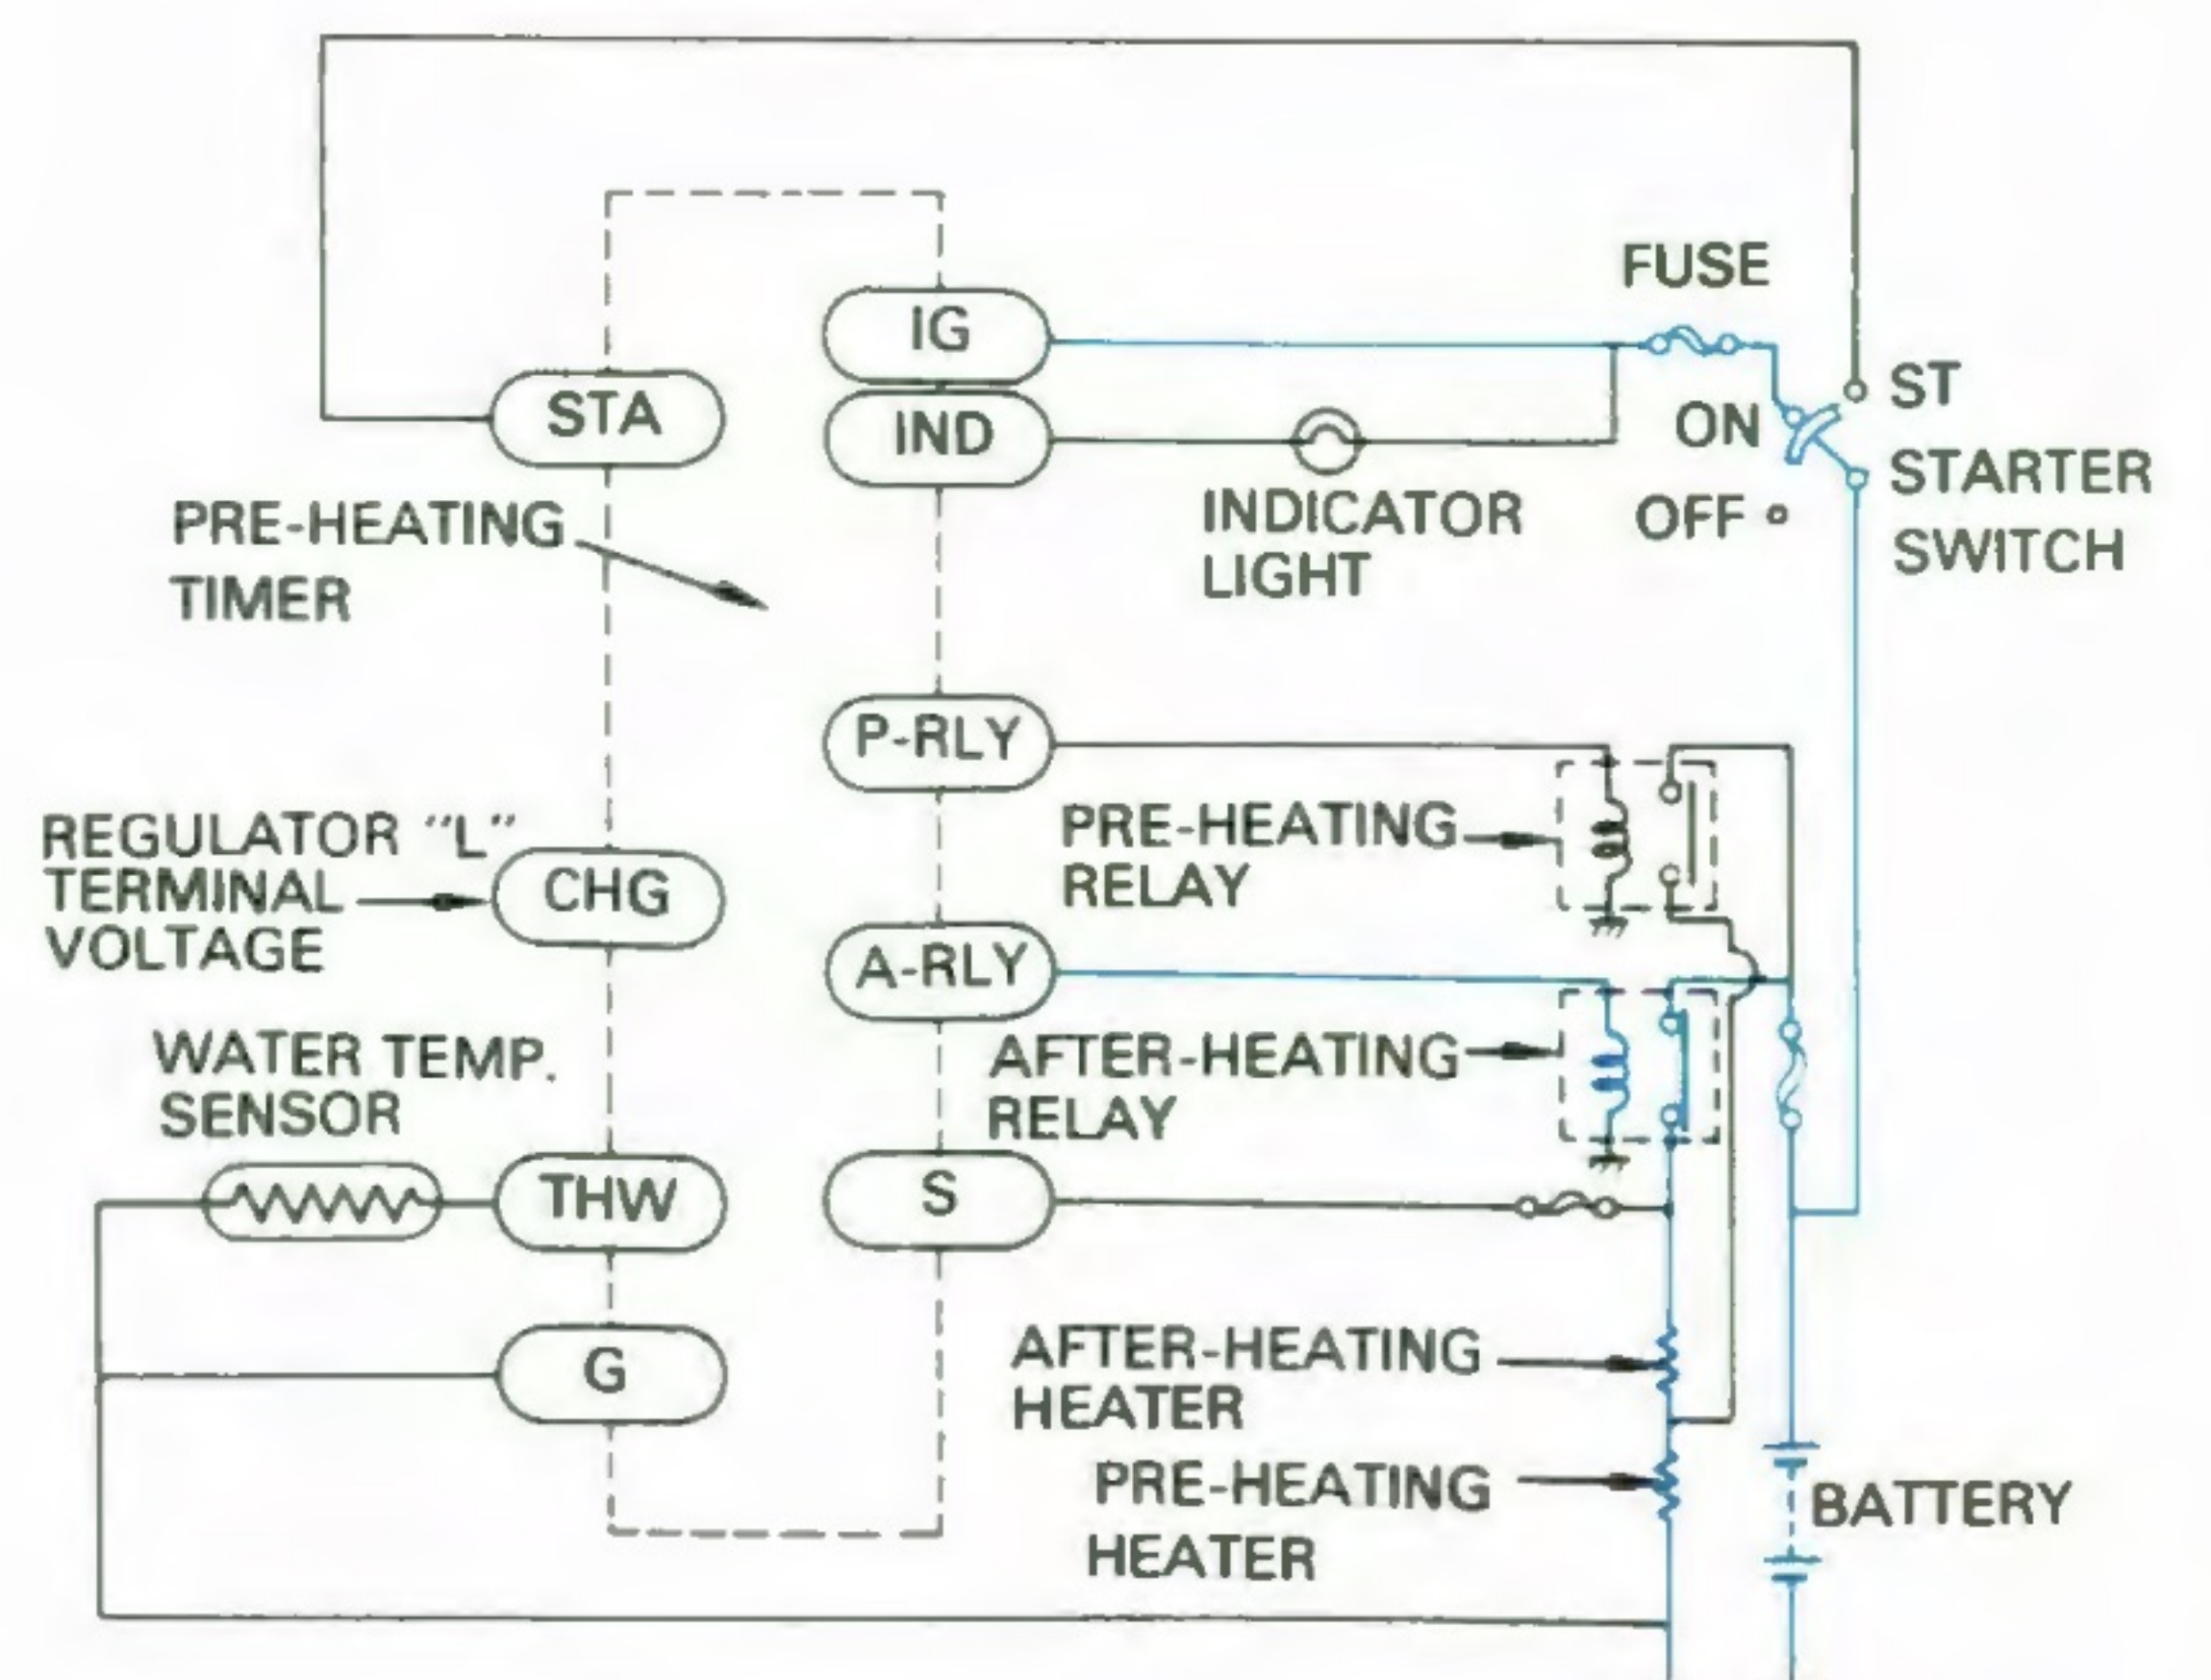 FUSE
IG
STA
ST
ON
IND
STARTER
SWITCH
OFF
INDICATOR
LIGHT
PRE-HEATING
TIMER
P-RLY
PRE-HEATING
RELAY
REGULATOR "L"
TERMINAL
VOLTAGE
CHG
A-RLY
AFTER-HEATING
RELAY
WATER TEMP.
SENSOR
THW
S
G
AFTER-HEATING
HEATER
PRE-HEATING
HEATER
BATTERY